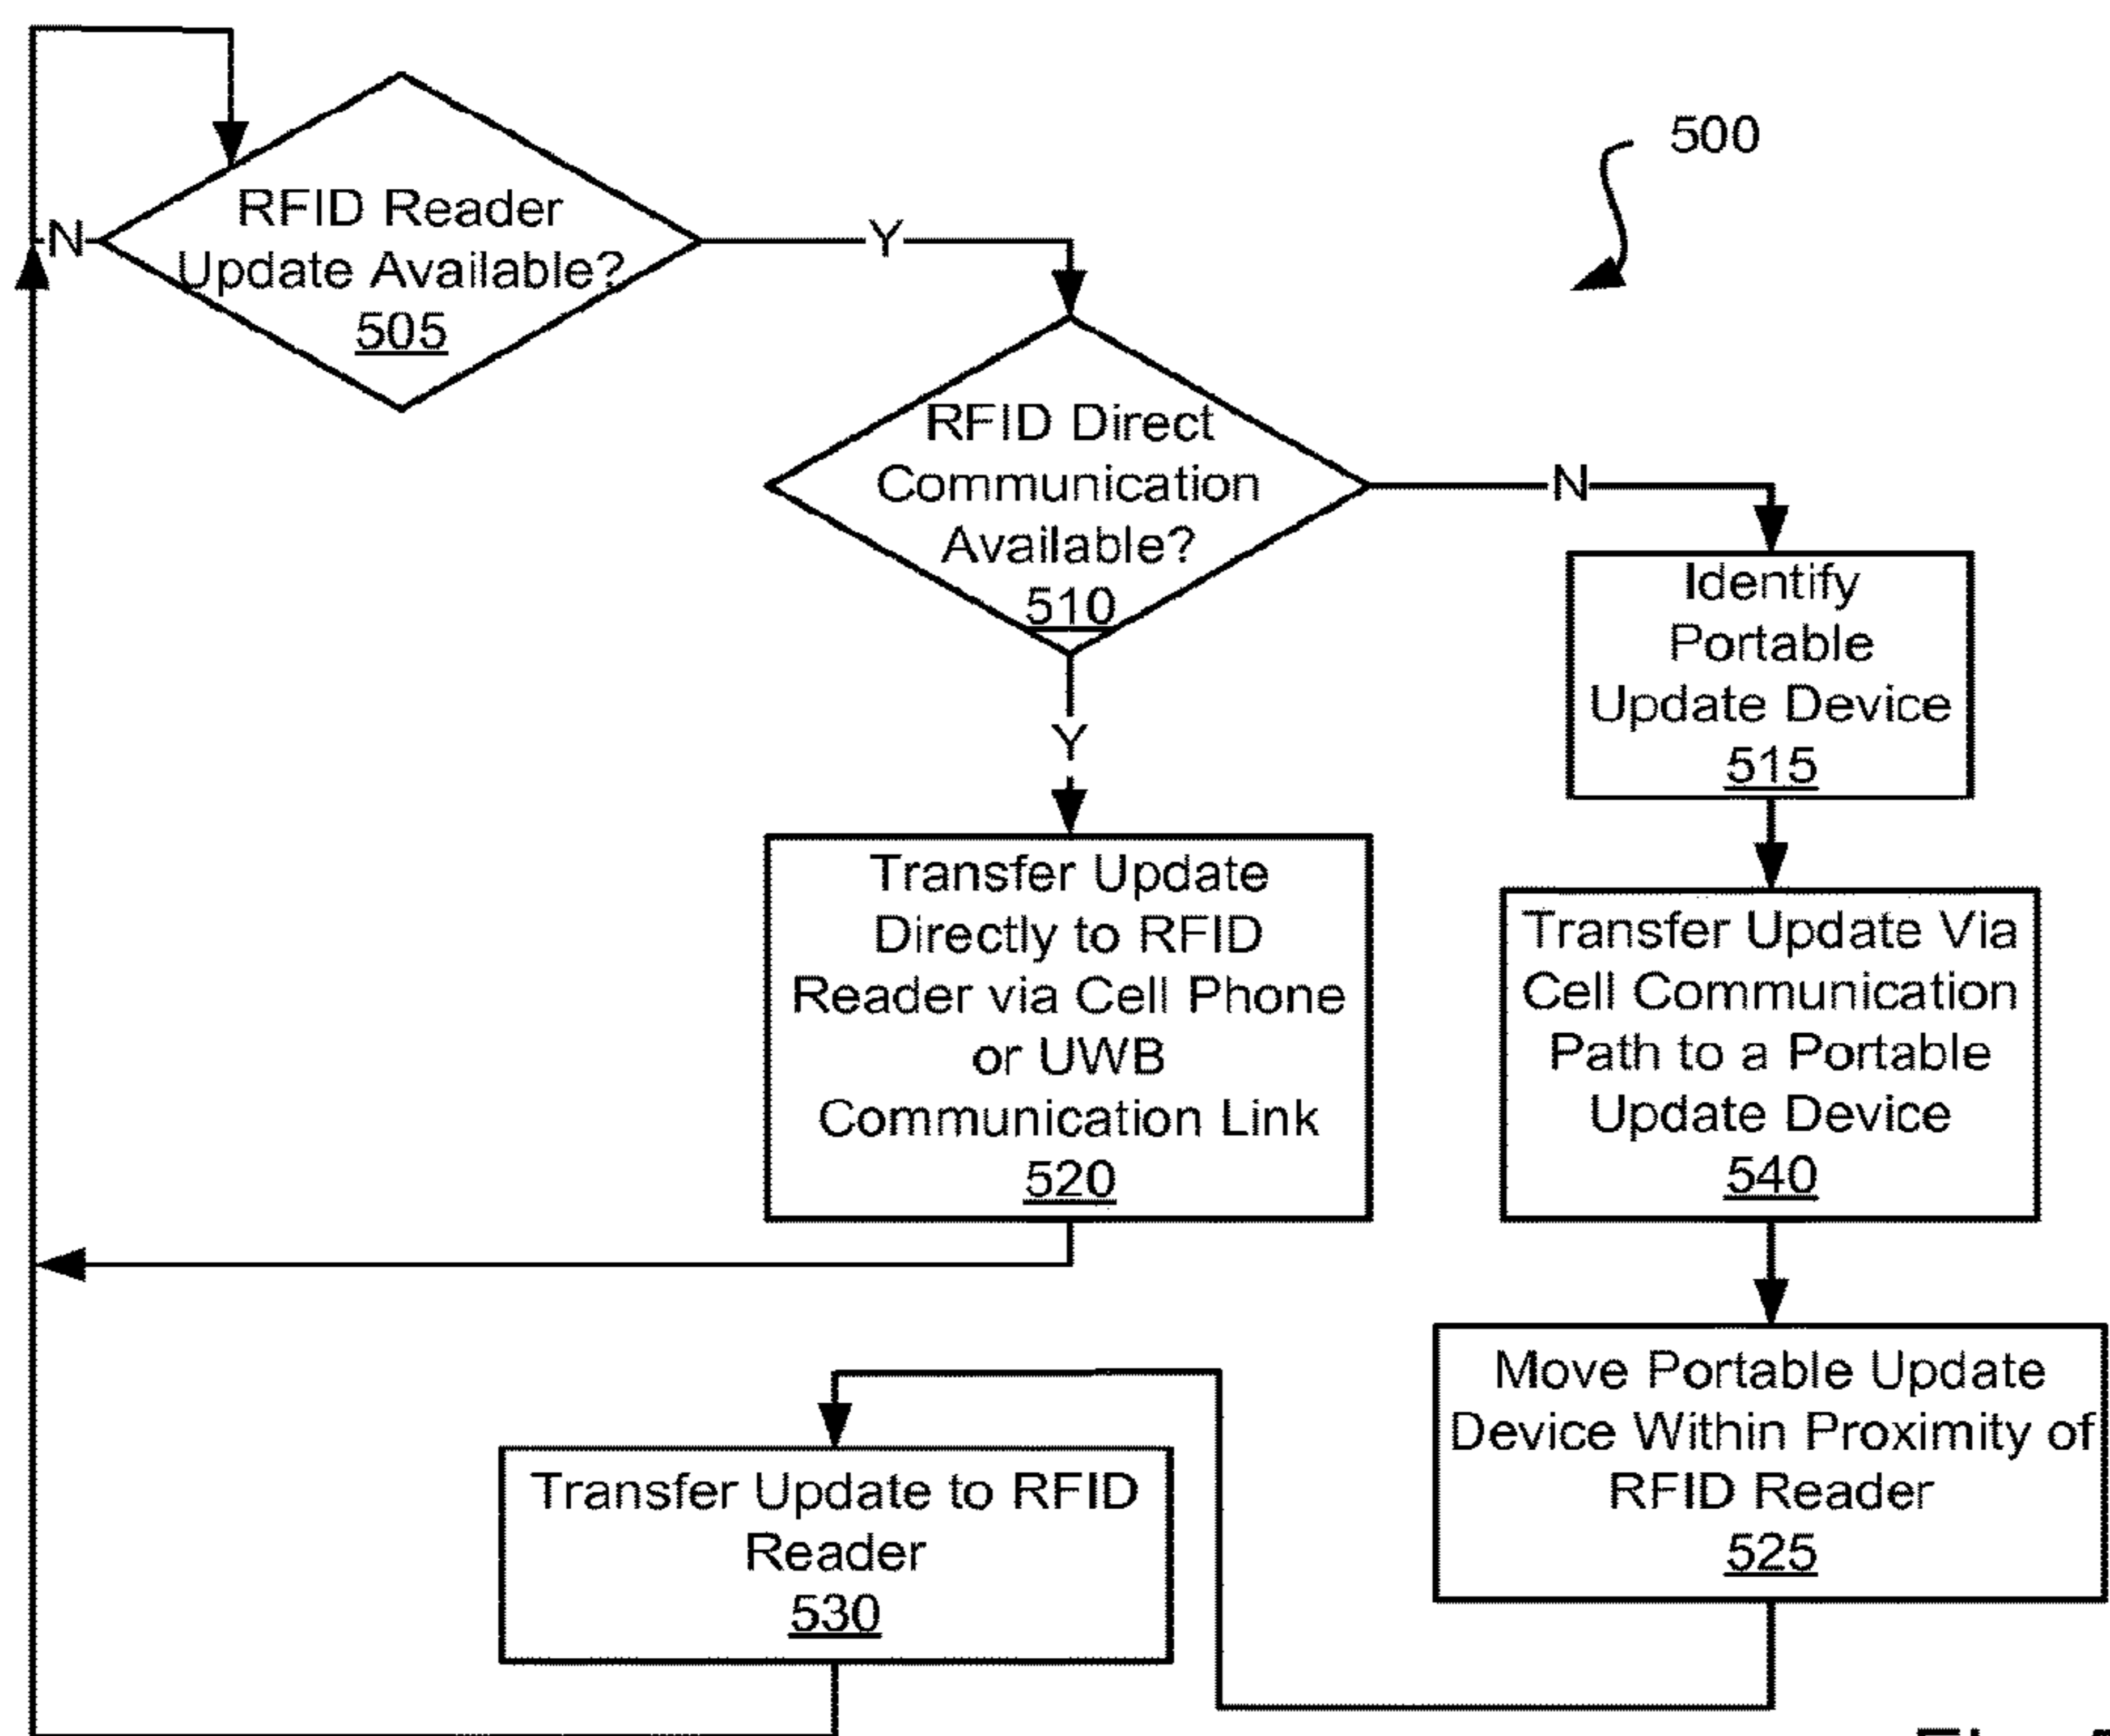 500
RFID Reader
Update Available?
505
N
Y
RFID Direct
Communication
Available?
510
N
Y
Identify
Portable
Update Device
515
Transfer Update
Directly to RFID
Reader via Cell Phone
or UWB
Communication Link
520
Transfer Update Via
Cell Communication
Path to a Portable
Update Device
540
Move Portable Update
Device Within Proximity of
RFID Reader
525
Transfer Update to RFID
Reader
530